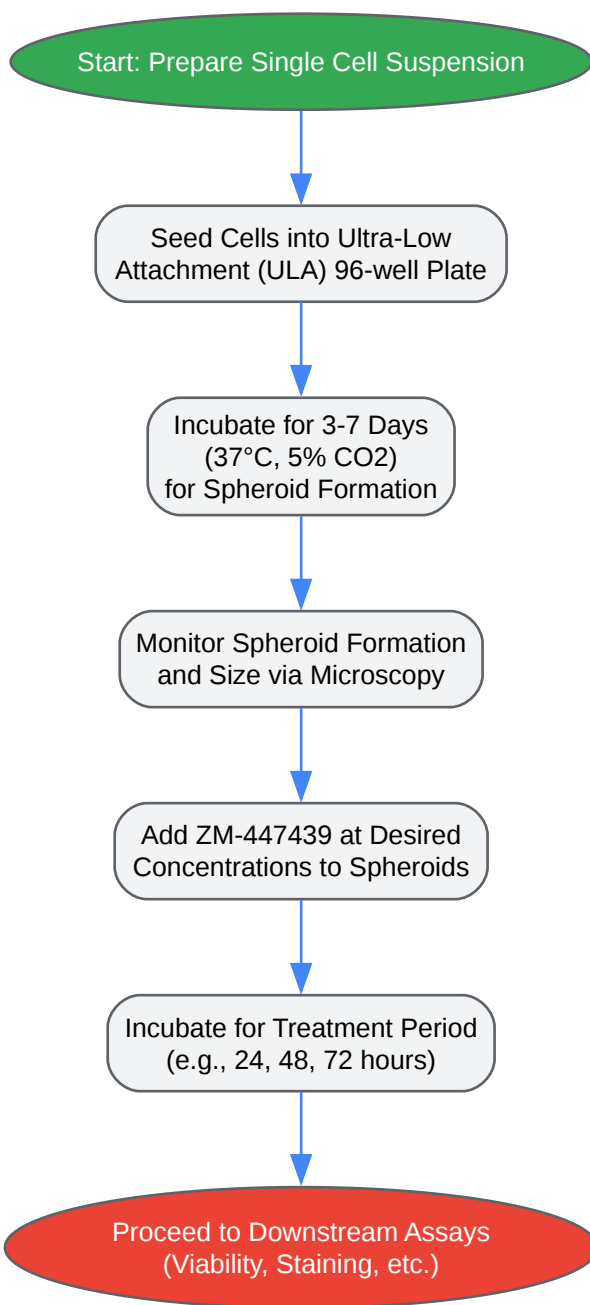 Start: Prepare Single Cell Suspension
Seed Cells into Ultra-Low
Attachment (ULA) 96-well Plate
Incubate for 3-7 Days
(37°C, 5% CO2)
for Spheroid Formation
Monitor Spheroid Formation
and Size via Microscopy
Add ZM-447439 at Desired
Concentrations to Spheroids
Incubate for Treatment Period
(e.g., 24, 48, 72 hours)
Proceed to Downstream Assays
(Viability, Staining, etc.)